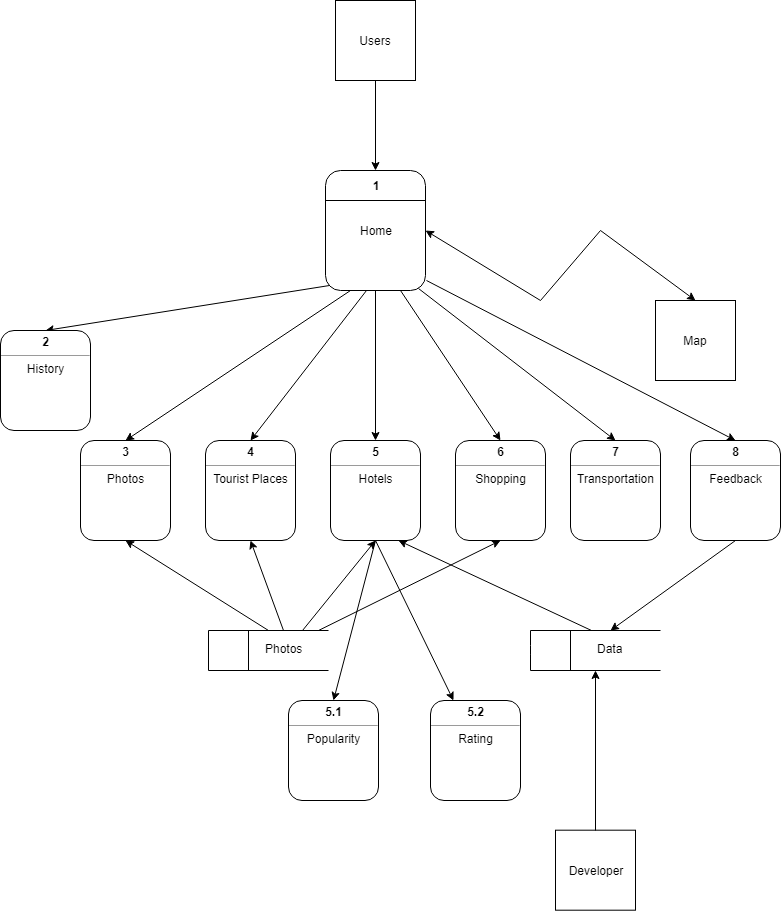 Users
1
Home
Map
2
History
3
Photos
4
Tourist Places
5
Hotels
6
Shopping
7
Transportation
8
Feedback
Photos
Data
5.1
Popularity
5.2
Rating
Developer